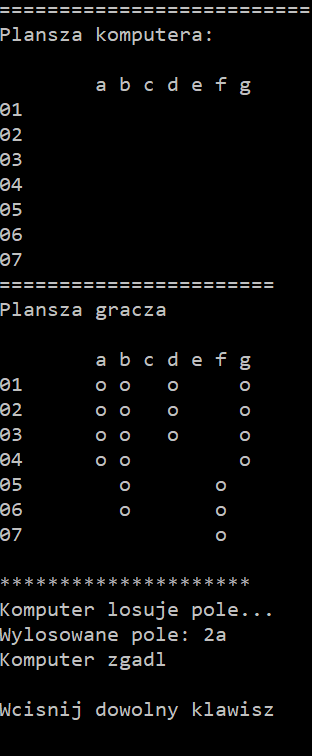 ==========================
Plansza komputera:
        a b c d e f g
01
02
03
04
05
06
07
=======================
Plansza gracza
        a b c d e f g
01      o o   o     o
02      o o   o     o
03      o o   o     o
04      o o         o
05        o       o
06        o       o
07                o
*********************
Komputer losuje pole...
Wylosowane pole: 2a
Komputer zgadl
Wcisnij dowolny klawisz